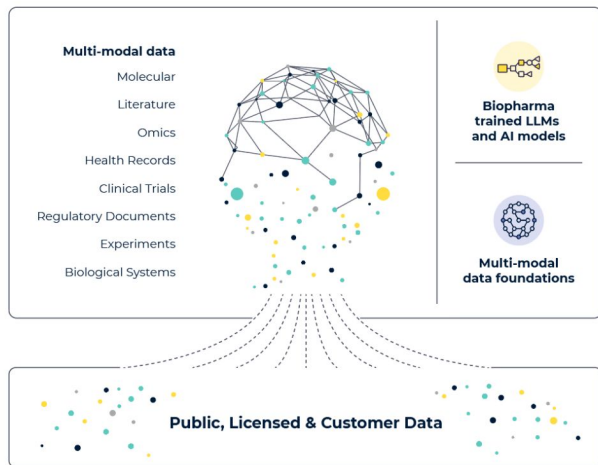 Multi-modal data
Molecular
Literature
Omics
Health Records
Clinical Trials
Regulatory Documents
Experiments
Biological Systems
Biopharma
trained LLMs
and AI models
Multi-modal
data foundations
Public, Licensed & Customer Data